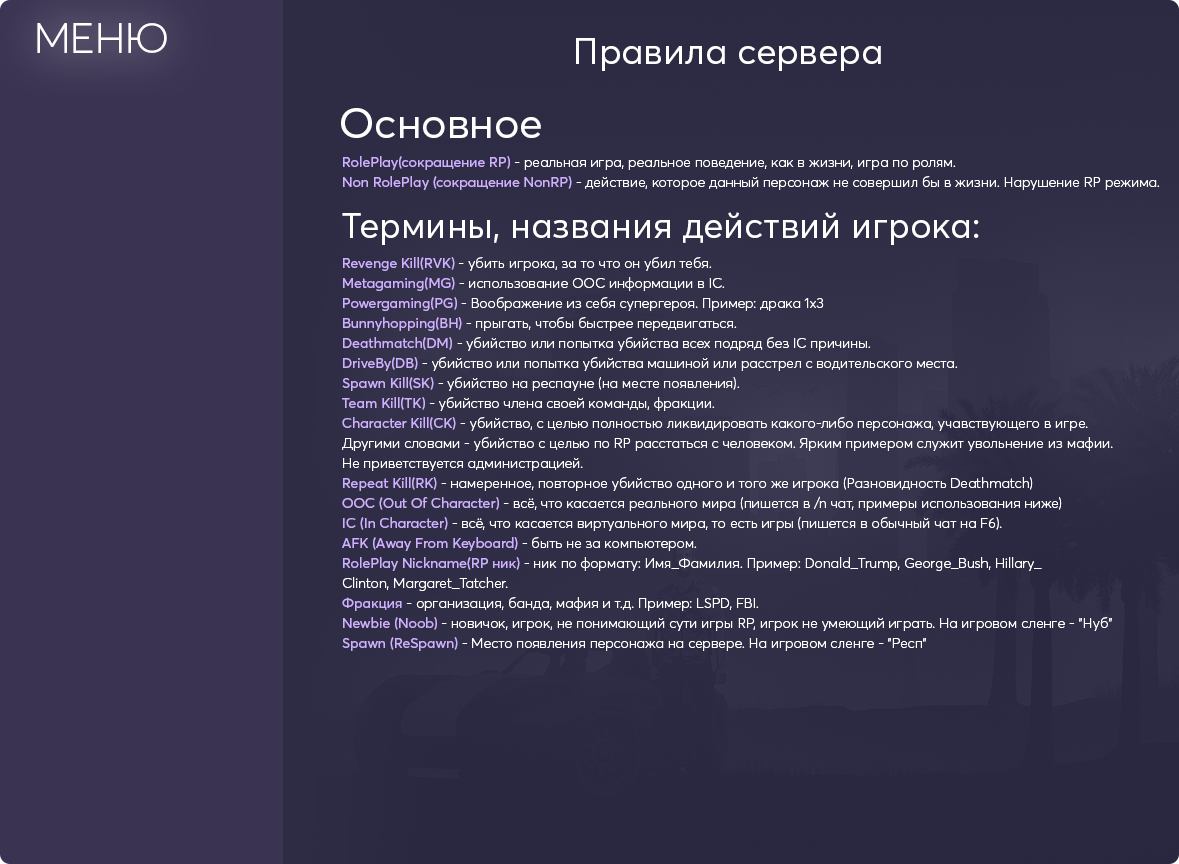 МЕНЮ
Правила сервера
Основное
RolePlay(сокращение RP) - реальная игра, реальное поведение, как в жизни, игра по ролям.
Non RolePlay (сокращение NonRP) - действие, которое данный персонаж не совершил бы в жизни. Нарушение RP режима.
Термины, названия действий игрока:
Revenge Kill(RVK) - убить игрока, за то что он убил тебя.
Metagaming(MG) - использование OOC информации в IC.
Powergaming(PG) - Воображение из себя супергероя. Пример: драка 1x3
Bunnyhopping(BH) - прыгать, чтобы быстрее передвигаться.
Deathmatch(DM) - убийство или попытка убийства всех подряд без IC причины.
DriveBy(DB) - убийство или попытка убийства машиной или расстрел с водительского места.
Spawn Kill(SK) - убийство на респауне (на месте появления).
Team Kill(TK) - убийство члена своей команды, фракции.
Character Kill(CK) - убийство, с целью полностью ликвидировать какого-либо персонажа, учавствующего в игре.
Другими словами - убийство с целью по RP расстаться с человеком. Ярким примером служит увольнение из мафии.
Не приветствуется администрацией.
Repeat Kill(RK) - намеренное, повторное убийство одного и того же игрока (Разновидность Deathmatch)
OOC (Out Of Character) - всё, что касается реального мира (пишется в /n чат, примеры использования ниже)
IC (In Character) - всё, что касается виртуального мира, то есть игры (пишется в обычный чат на F6).
AFK (Away From Keyboard) - быть не за компьютером.
RolePlay Nickname(RP ник) - ник по формату: Имя_Фамилия. Пример: Donald_Trump, George_Bush, Hillary_
Clinton, Margaret_Tatcher.
Фракция - организация, банда, мафия и т.д. Пример: LSPD, FBI.
Newbie (Noob) - новичок, игрок, не понимающий сути игры RP, игрок не умеющий играть. На игровом сленге - "Нуб"
Spawn (ReSpawn) - Место появления персонажа на сервере. На игровом сленге - "Респ"